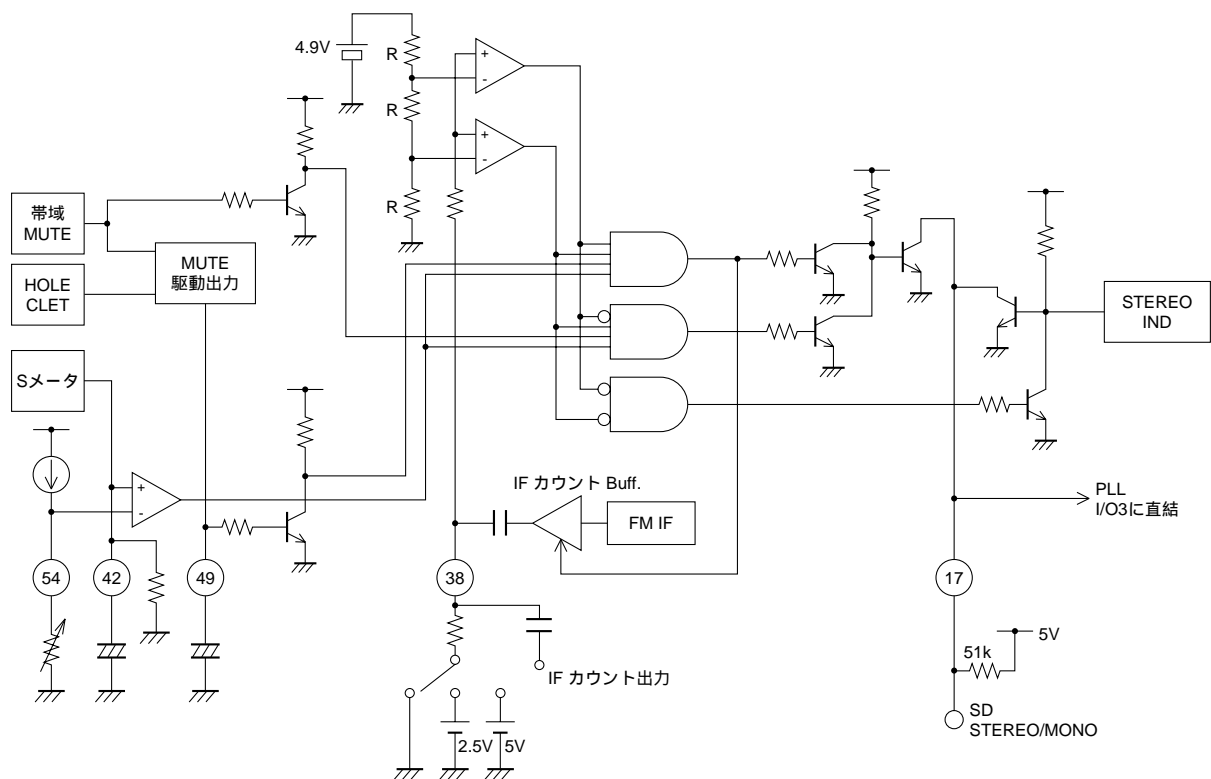 4.9V
R
R
R
+
-
+
-
帯域
MUTE
MUTE
駆動出力
HOLE
CLET
STEREO
IND
Sメータ
+
-
IF カウント Buff.
FM IF
PLL
I/O3に直結
54
42
49
38
17
5V
51k
IF カウント出力
SD
STEREO/MONO
2.5V
5V